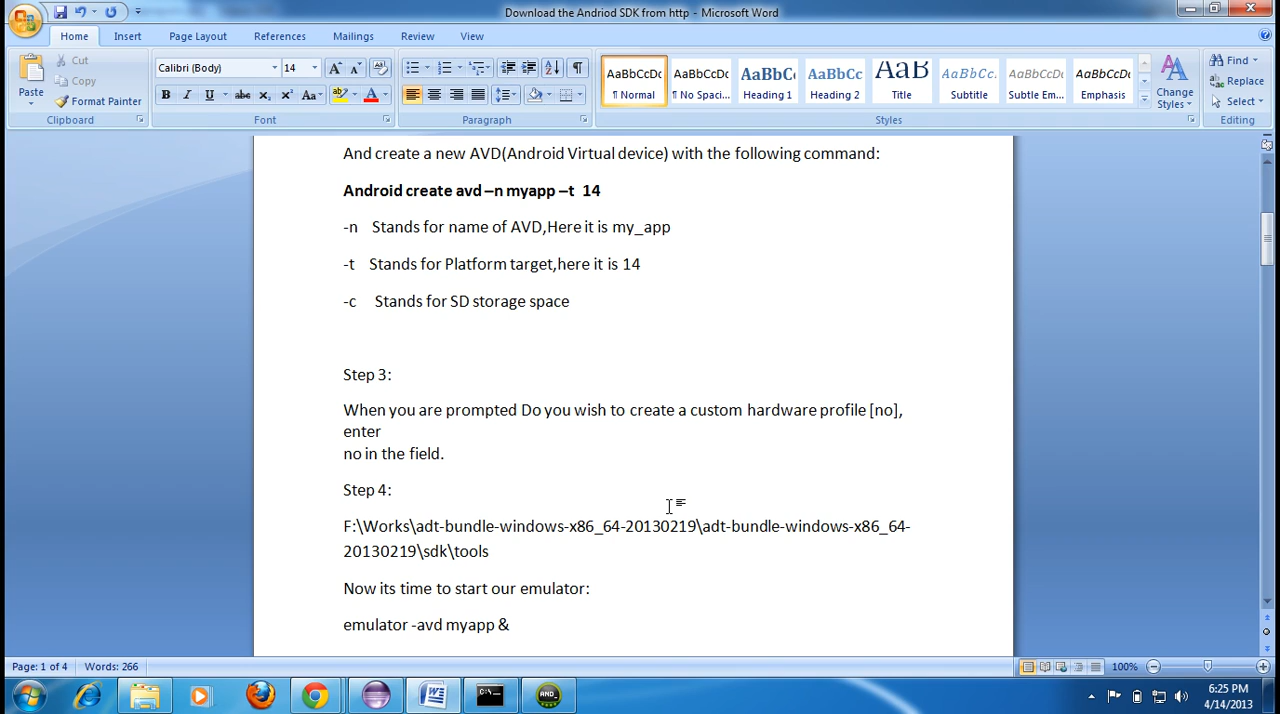 Download the Andriod SDK from http - Microsoft Word
Home Insert Page Layout References Mailings Review View
Paste
Cut
Copy
Format Painter
Clipboard
Calibri (Body) 14
Font
Paragraph
AaBbCcDc AaBbCcDc AaBbC AaBbCc AaB AaBbCc. AaBbCcDc AaBbCcDc
¶ Normal ¶ No Spaci... Heading 1 Heading 2 Title Subtitle Subtle Em... Emphasis
Change
Styles
Styles
Find
Replace
Select
Editing
And create a new AVD(Android Virtual device) with the following command:
Android create avd –n myapp –t 14
-n Stands for name of AVD,Here it is my_app
-t Stands for Platform target,here it is 14
-c Stands for SD storage space
Step 3:
When you are prompted Do you wish to create a custom hardware profile [no],
enter
no in the field.
Step 4:
F:\Works\adt-bundle-windows-x86_64-20130219\adt-bundle-windows-x86_64-
20130219\sdk\tools
Now its time to start our emulator:
emulator -avd myapp &
Page: 1 of 4 Words: 266 100%
6:25 PM
4/14/2013